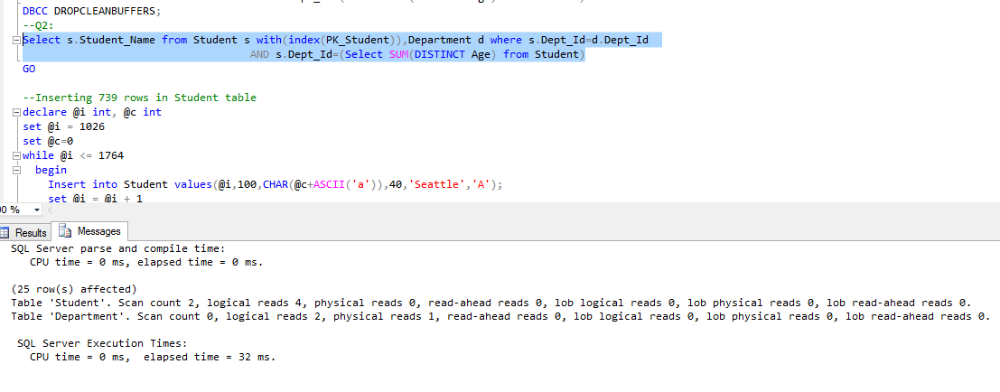 DBCC DROPCLEANBUFFERS;
--Q2:
Select s.Student_Name from Student s with(index(PK_Student)),Department d where s.Dept_Id=d.Dept_Id
AND s.Dept_Id=(Select SUM(DISTINCT Age) from Student)
GO
--Inserting 739 rows in Student table
declare @i int, @c int
set @i = 1026
set @c=0
while @i <= 1764
begin
Insert into Student values(@i,100,CHAR(@c+ASCII('a')),40,'Seattle','A');
set @i = @i + 1
00 %
Results Messages
SQL Server parse and compile time:
CPU time = 0 ms, elapsed time = 0 ms.
(25 row(s) affected)
Table 'Student'. Scan count 2, logical reads 4, physical reads 0, read-ahead reads 0, lob logical reads 0, lob physical reads 0, lob read-ahead reads 0.
Table 'Department'. Scan count 0, logical reads 2, physical reads 1, read-ahead reads 0, lob logical reads 0, lob physical reads 0, lob read-ahead reads 0.
SQL Server Execution Times:
CPU time = 0 ms,  elapsed time = 32 ms.